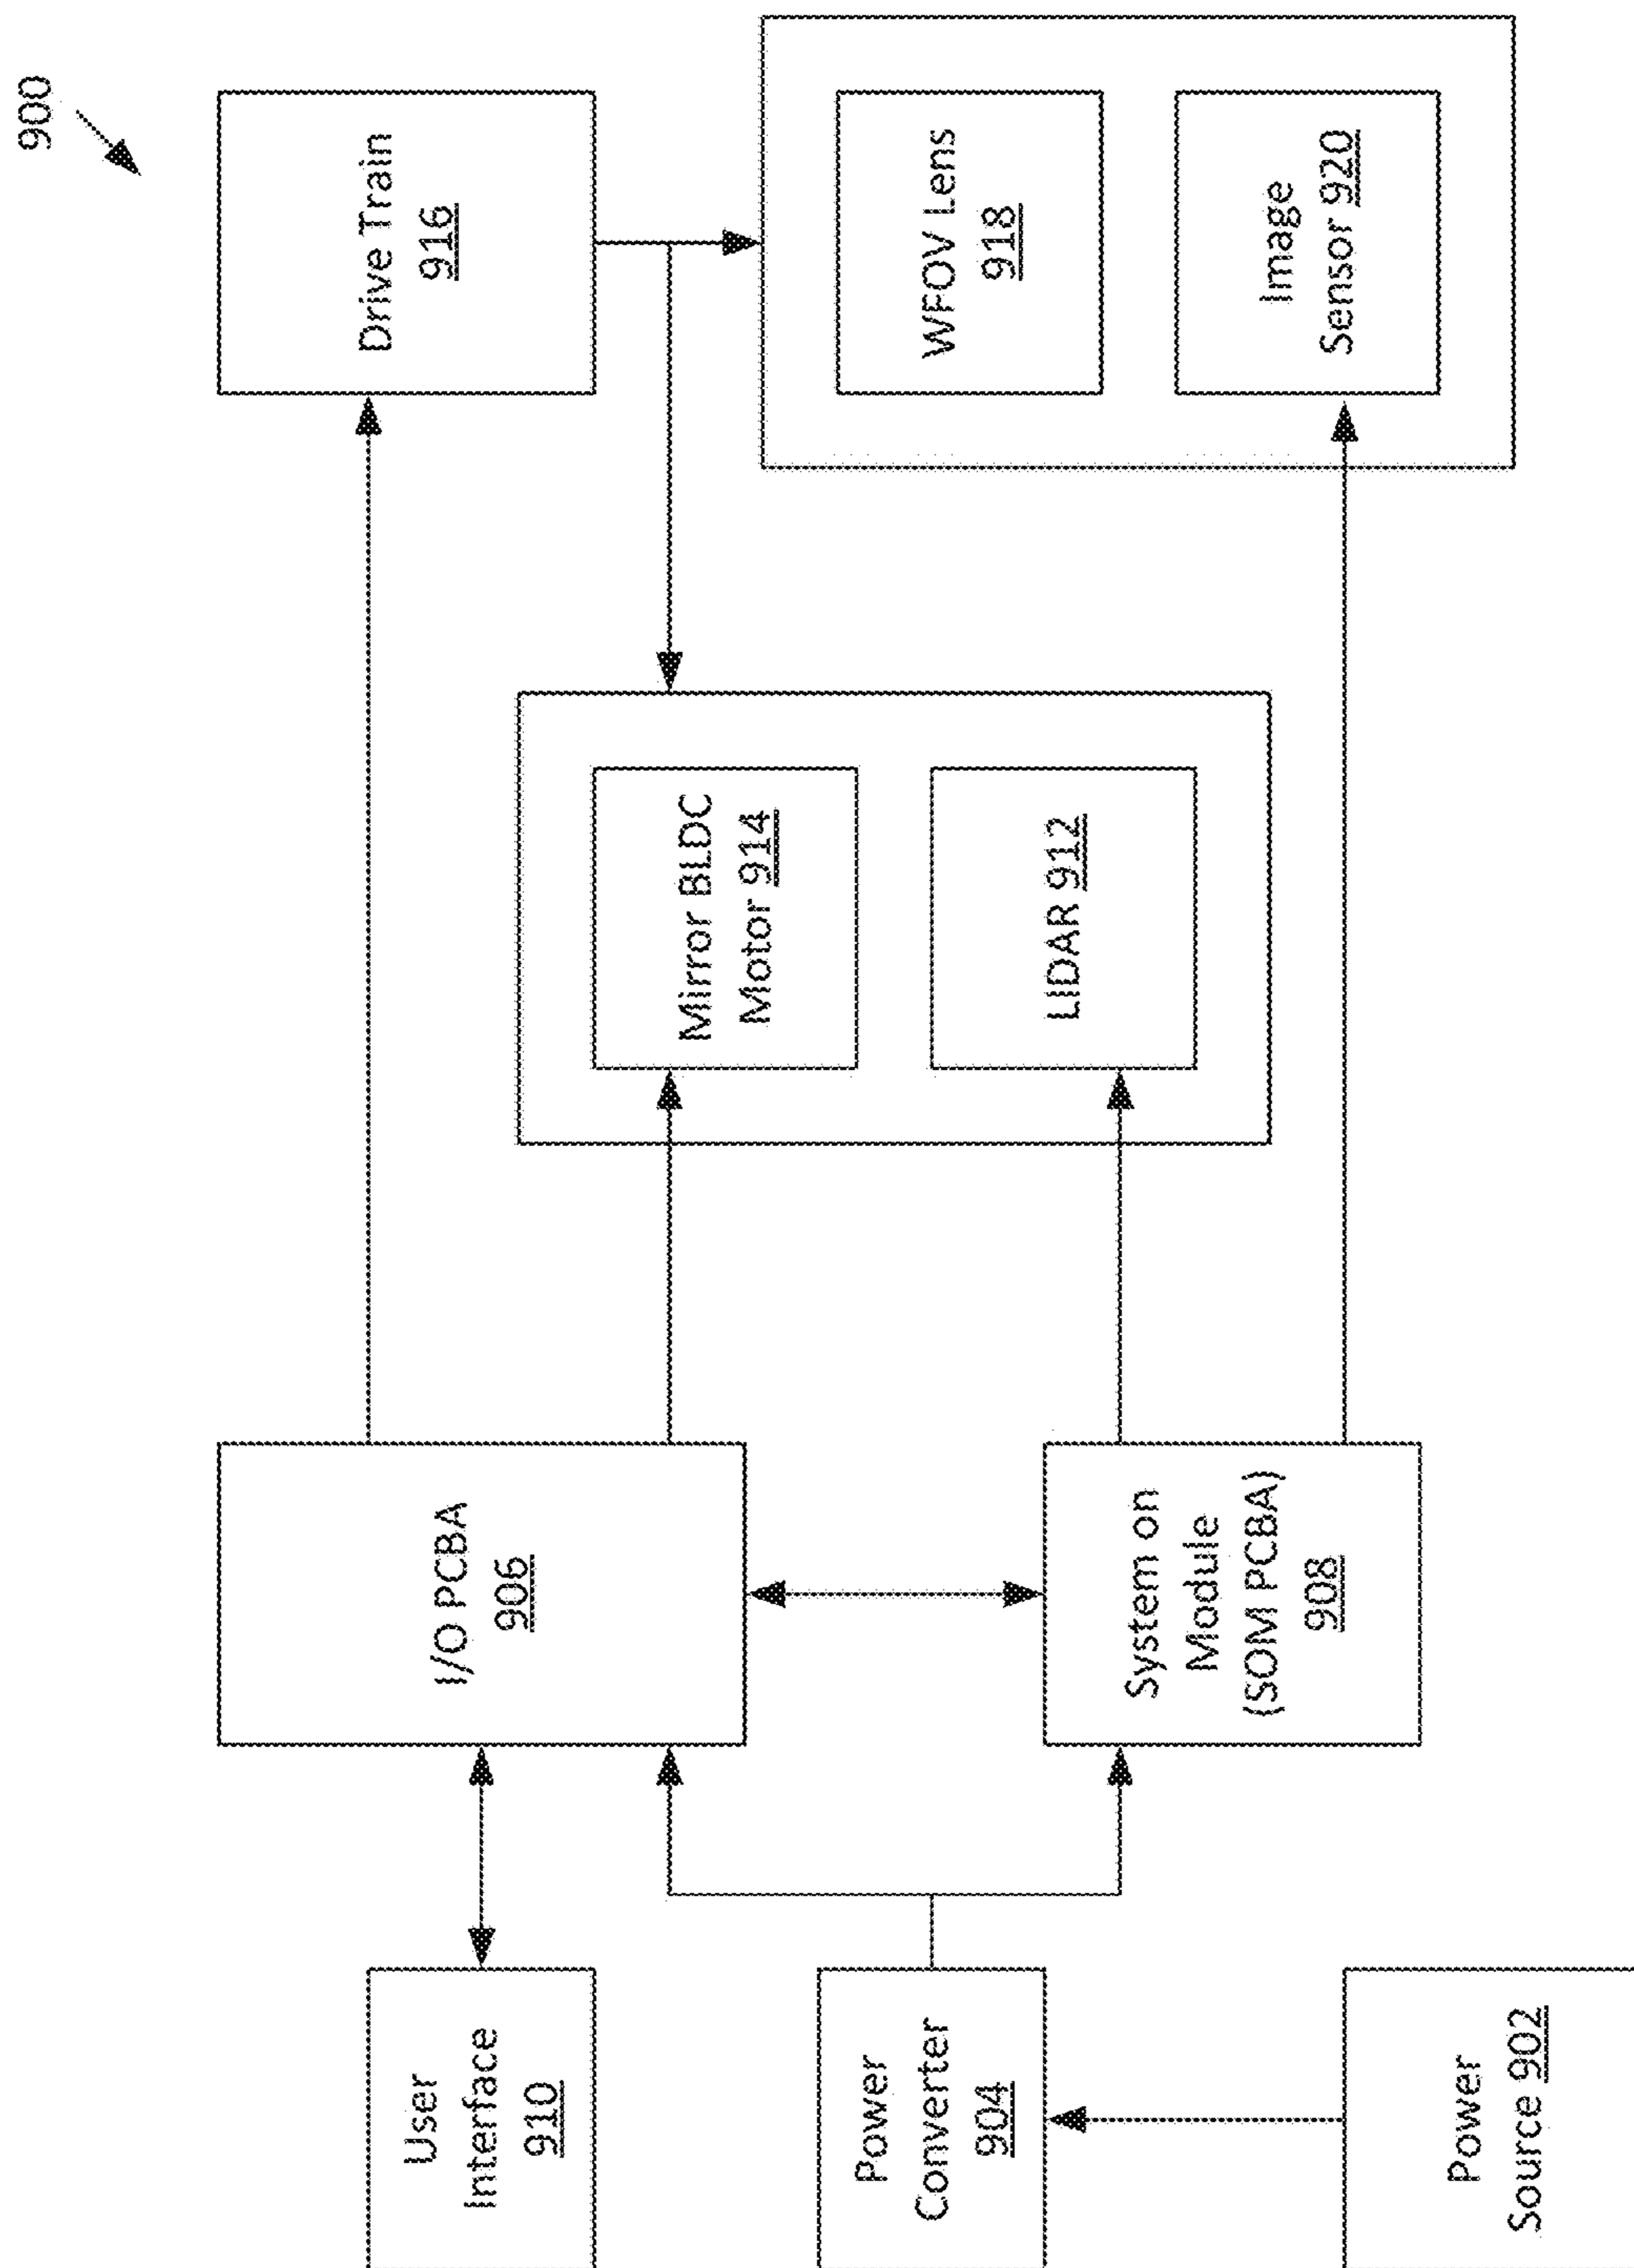 900
User
Interface
910
I/O PCBA
906
Drive Train
916
Mirror BLDC
Motor 914
WFOV Lens
918
Power
Converter
904
System on
Module
(SOM PCBA)
908
LIDAR 912
Image
Sensor 920
Power
Source 902